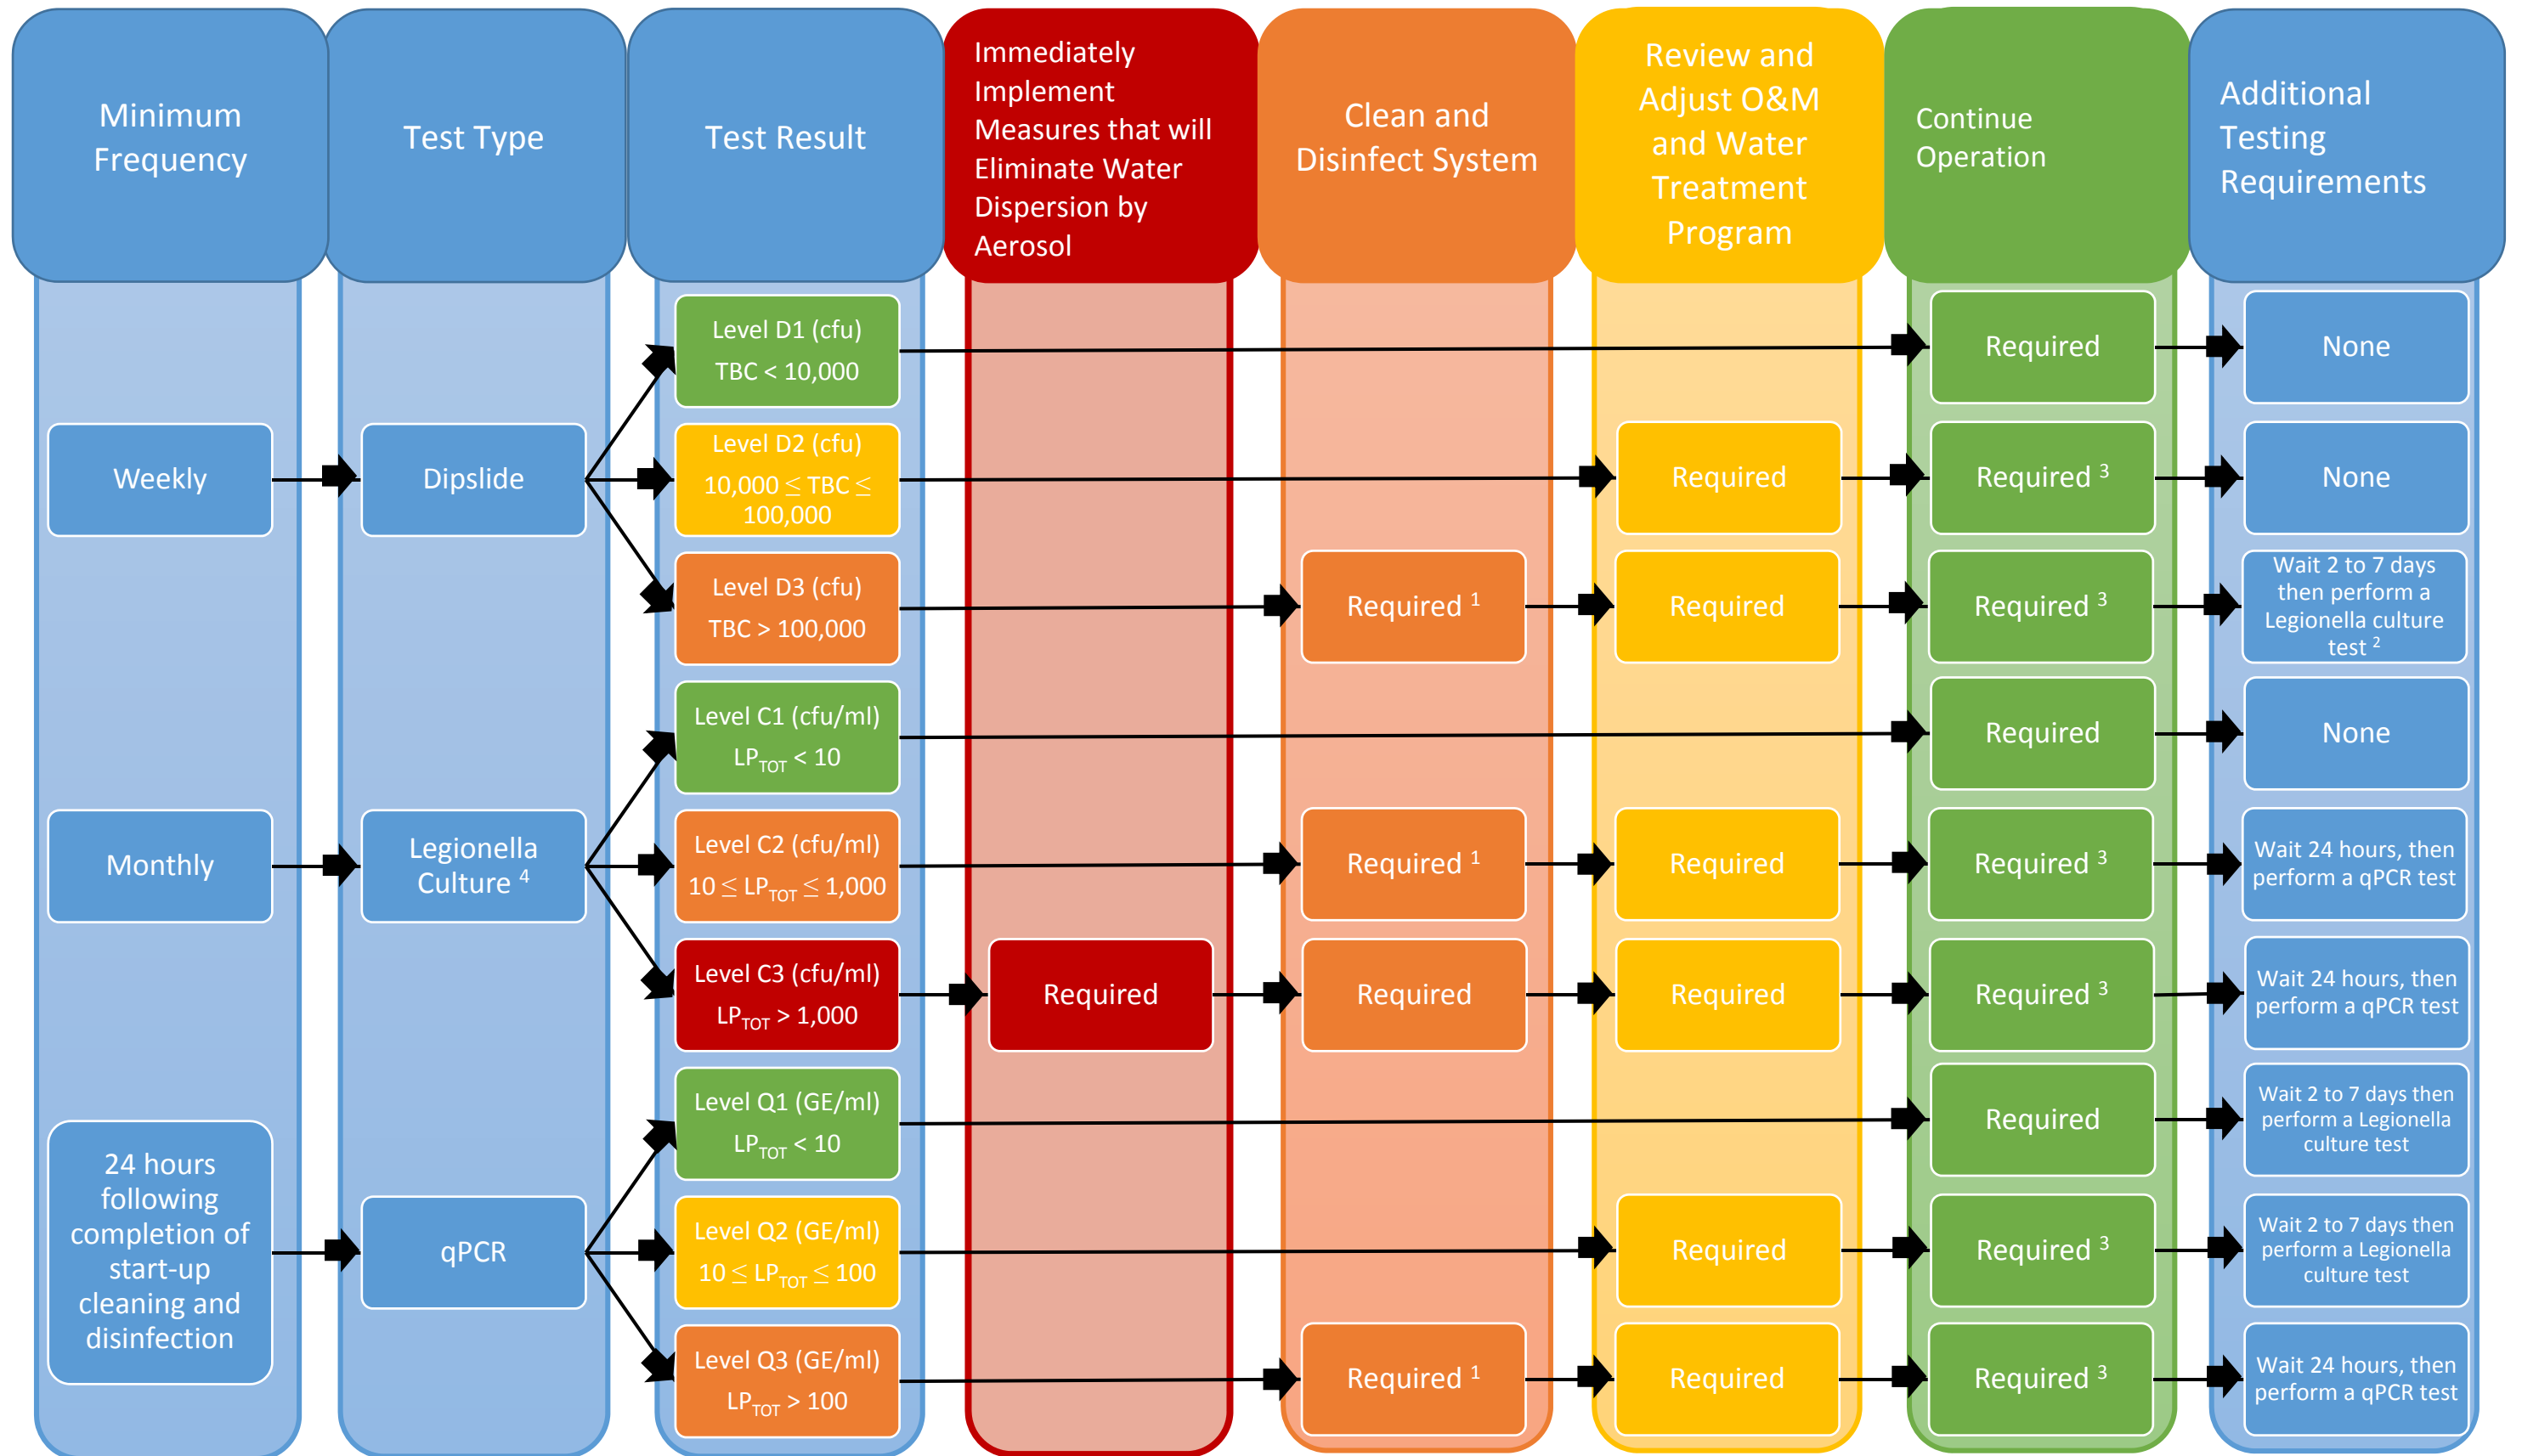 Minimum
Frequency
Test Type
Test Result
Immediately
Implement
Measures that will
Eliminate Water
Dispersion by
Aerosol
Clean and
Disinfect System
Review and
Adjust O&M
and Water
Treatment
Program
Continue
Operation
Additional
Testing
Requirements
Weekly
Dipslide
Level D1 (cfu)
TBC < 10,000
Required
None
Level D2 (cfu)
10,000 ≤ TBC ≤
100,000
Required
Required ³
None
Level D3 (cfu)
TBC > 100,000
Required ¹
Required
Required ³
Wait 2 to 7 days
then perform a
Legionella culture
test ²
Monthly
Legionella
Culture ⁴
Level C1 (cfu/ml)
LP_TOT < 10
Required
None
Level C2 (cfu/ml)
10 ≤ LP_TOT ≤ 1,000
Required ¹
Required
Required ³
Wait 24 hours, then
perform a qPCR test
Level C3 (cfu/ml)
LP_TOT > 1,000
Required
Required
Required
Required ³
Wait 24 hours, then
perform a qPCR test
24 hours
following
completion of
start-up
cleaning and
disinfection
qPCR
Level Q1 (GE/ml)
LP_TOT < 10
Required
Wait 2 to 7 days then
perform a Legionella
culture test
Level Q2 (GE/ml)
10 ≤ LP_TOT ≤ 100
Required
Required ³
Wait 2 to 7 days then
perform a Legionella
culture test
Level Q3 (GE/ml)
LP_TOT > 100
Required ¹
Required
Required ³
Wait 24 hours, then
perform a qPCR test